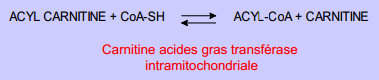 ACYL CARNITINE + CoA-SH ⇌ ACYL-CoA + CARNITINE
Carnitine acides gras transférase
intramitochondriale